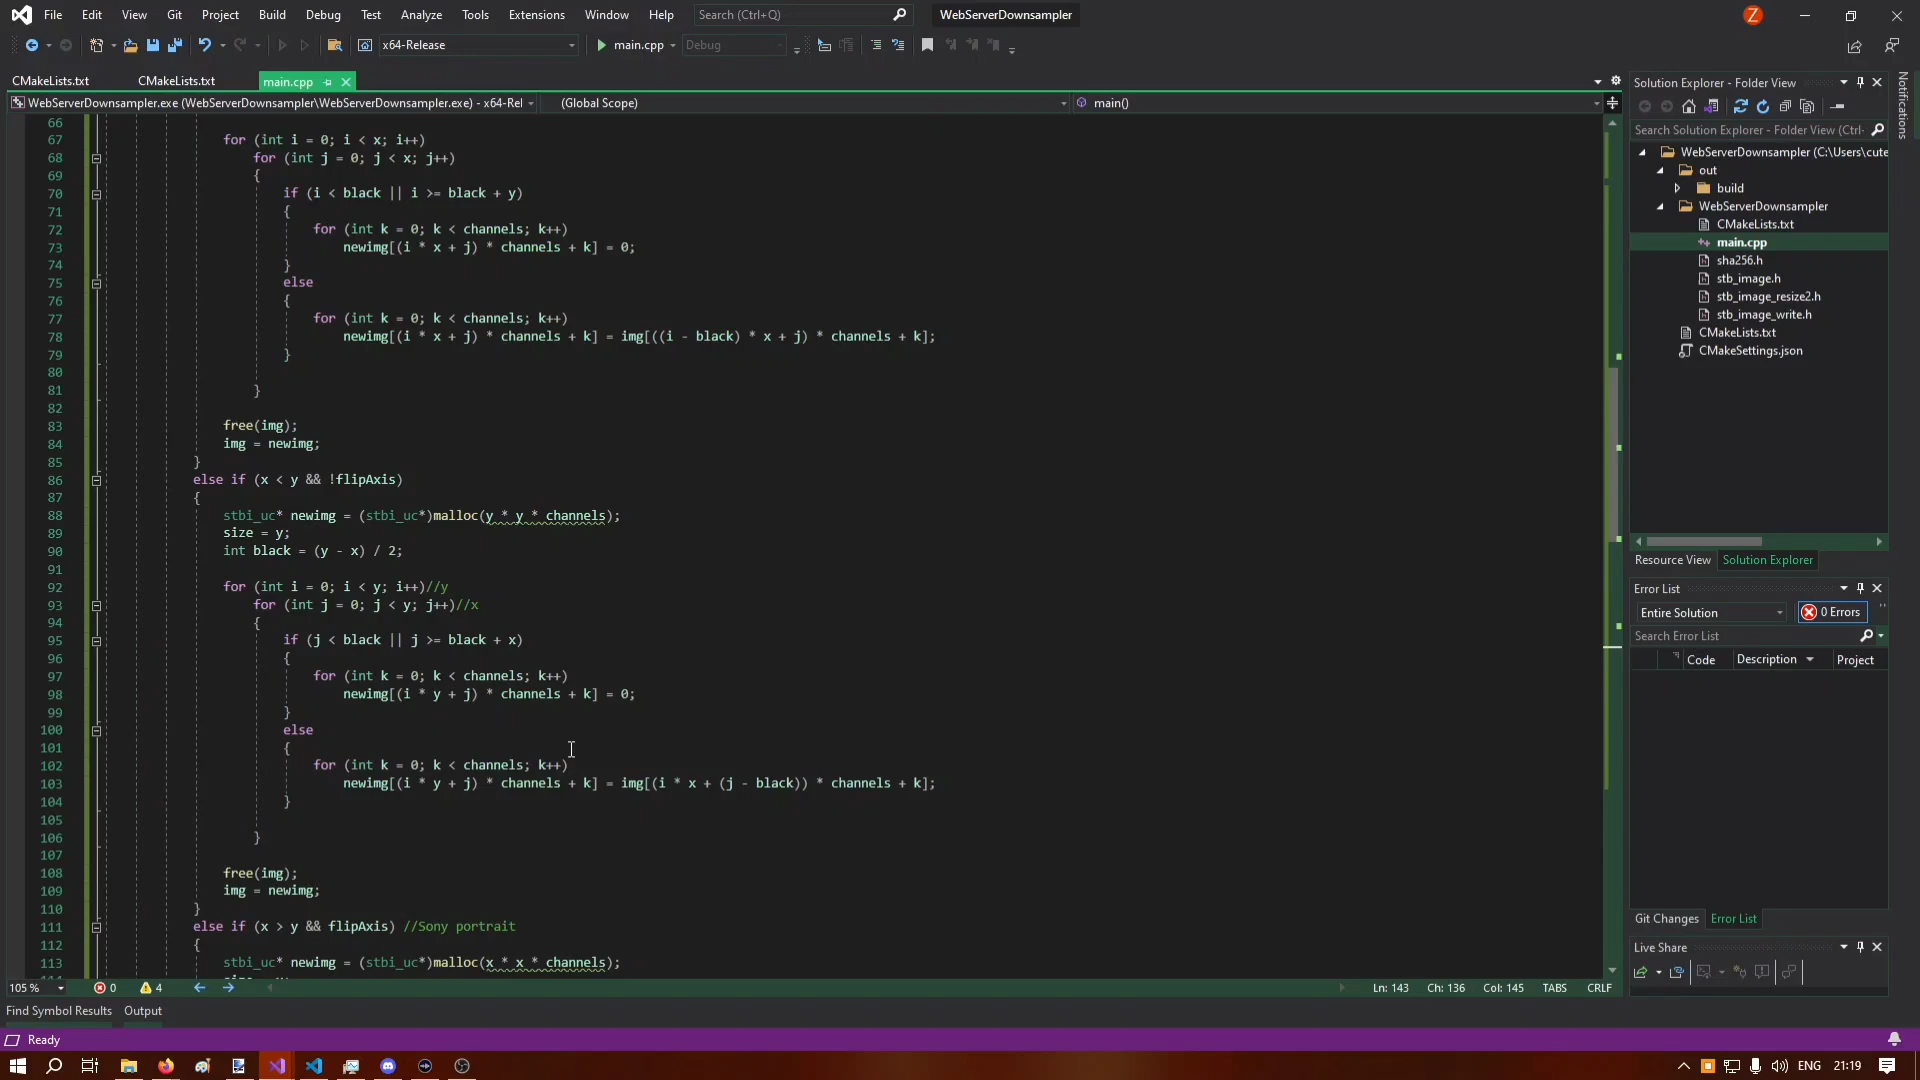 File Edit View Git Project Build Debug Test Analyze Tools Extensions Window Help Search (Ctrl+Q) WebServerDownsampler Z
x64-Release main.cpp Debug
CMakeLists.txt CMakeLists.txt main.cpp
WebServerDownsampler.exe (WebServerDownsampler\WebServerDownsampler.exe) - x64-Rel (Global Scope) main()
66
67 for (int i = 0; i < x; i++)
68 for (int j = 0; j < x; j++)
69 {
70 if (i < black || i >= black + y)
71 {
72 for (int k = 0; k < channels; k++)
73 newimg[(i * x + j) * channels + k] = 0;
74 }
75 else
76 {
77 for (int k = 0; k < channels; k++)
78 newimg[(i * x + j) * channels + k] = img[((i - black) * x + j) * channels + k];
79 }
80
81 }
82
83 free(img);
84 img = newimg;
85 }
86 else if (x < y && !flipAxis)
87 {
88 stbi_uc* newimg = (stbi_uc*)malloc(y * y * channels);
89 size = y;
90 int black = (y - x) / 2;
91
92 for (int i = 0; i < y; i++)//y
93 for (int j = 0; j < y; j++)//x
94 {
95 if (j < black || j >= black + x)
96 {
97 for (int k = 0; k < channels; k++)
98 newimg[(i * y + j) * channels + k] = 0;
99 }
100 else
101 {
102 for (int k = 0; k < channels; k++)
103 newimg[(i * y + j) * channels + k] = img[(i * x + (j - black)) * channels + k];
104 }
105
106 }
107
108 free(img);
109 img = newimg;
110 }
111 else if (x > y && flipAxis) //Sony portrait
112 {
113 stbi_uc* newimg = (stbi_uc*)malloc(x * x * channels);
105 % 0 4 Ln: 143 Ch: 136 Col: 145 TABS CRLF
Find Symbol Results Output
Ready
Solution Explorer - Folder View
Search Solution Explorer - Folder View (Ctrl-
WebServerDownsampler (C:\Users\cute
out
build
WebServerDownsampler
CMakeLists.txt
main.cpp
sha256.h
stb_image.h
stb_image_resize2.h
stb_image_write.h
CMakeLists.txt
CMakeSettings.json
Resource View Solution Explorer
Error List
Entire Solution 0 Errors
Search Error List
Code Description Project
Git Changes Error List
Live Share
Notifications
ENG 21:19